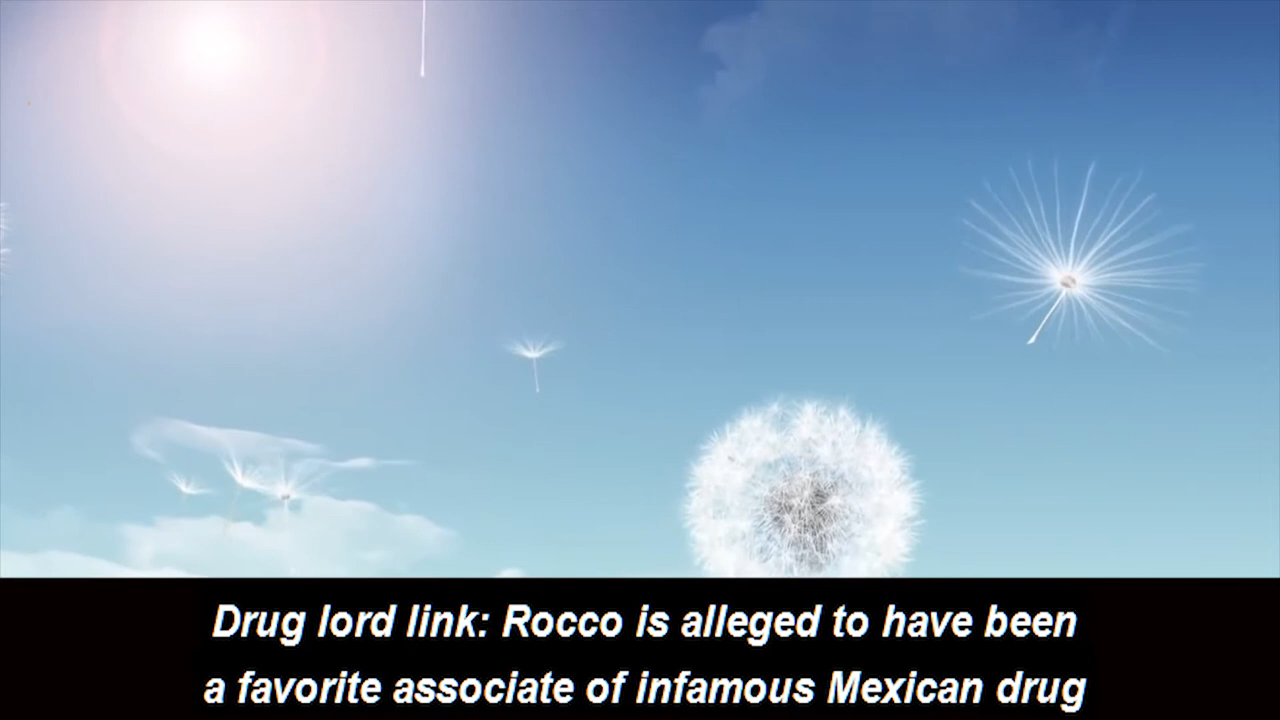 Drug lord link: Rocco is alleged to have been
a favorite associate of infamous Mexican drug